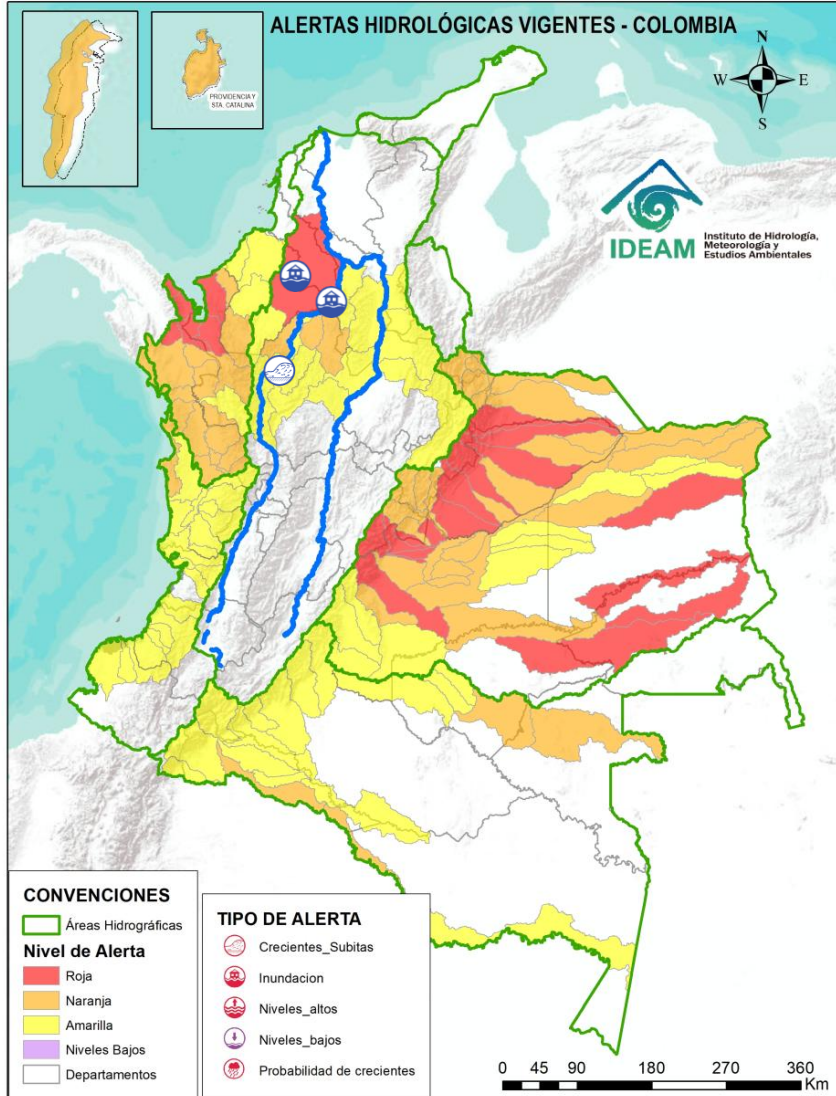 ALERTAS HIDROLÓGICAS VIGENTES - COLOMBIA
PROVIDENCIA Y
STA. CATALINA
N
W
E
S
IDEAM
Instituto de Hidrología,
Meteorología y
Estudios Ambientales
CONVENCIONES
Áreas Hidrográficas
Nivel de Alerta
Roja
Naranja
Amarilla
Niveles Bajos
Departamentos
TIPO DE ALERTA
Crecientes_Subitas
Inundacion
Niveles_altos
Niveles_bajos
Probabilidad de crecientes
0 45 90 180 270 360
Km